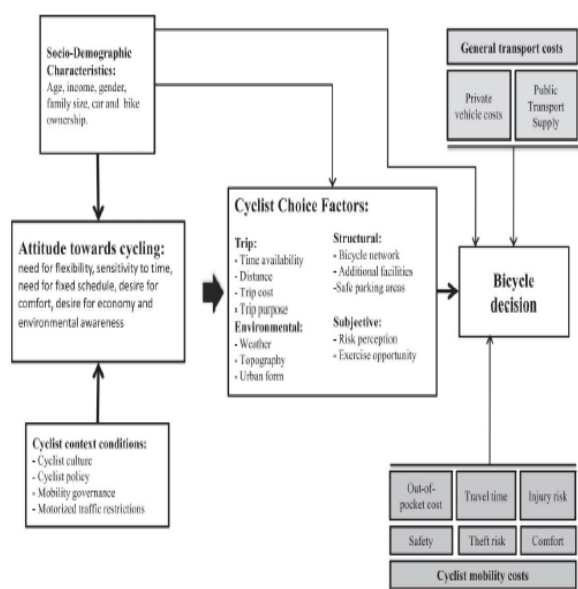 Socio-Demographic
Characteristics:
Age, income, gender,
family size, car and bike
ownership.
General transport costs
Private
vehicle costs
Public
Transport
Supply
Attitude towards cycling:
need for flexibility, sensitivity to time,
need for fixed schedule, desire for
comfort, desire for economy and
environmental awareness
Cyclist Choice Factors:
Trip:
- Time availability
- Distance
- Trip cost
- Trip purpose
Environmental:
- Weather
- Topography
- Urban form
Structural:
- Bicycle network
- Additional facilities
-Safe parking areas
Subjective:
- Risk perception
- Exercise opportunity
Bicycle
decision
Cyclist context conditions:
- Cyclist culture
- Cyclist policy
- Mobility governance
- Motorized traffic restrictions
Out-of-
pocket cost
Travel time
Injury risk
Safety
Theft risk
Comfort
Cyclist mobility costs